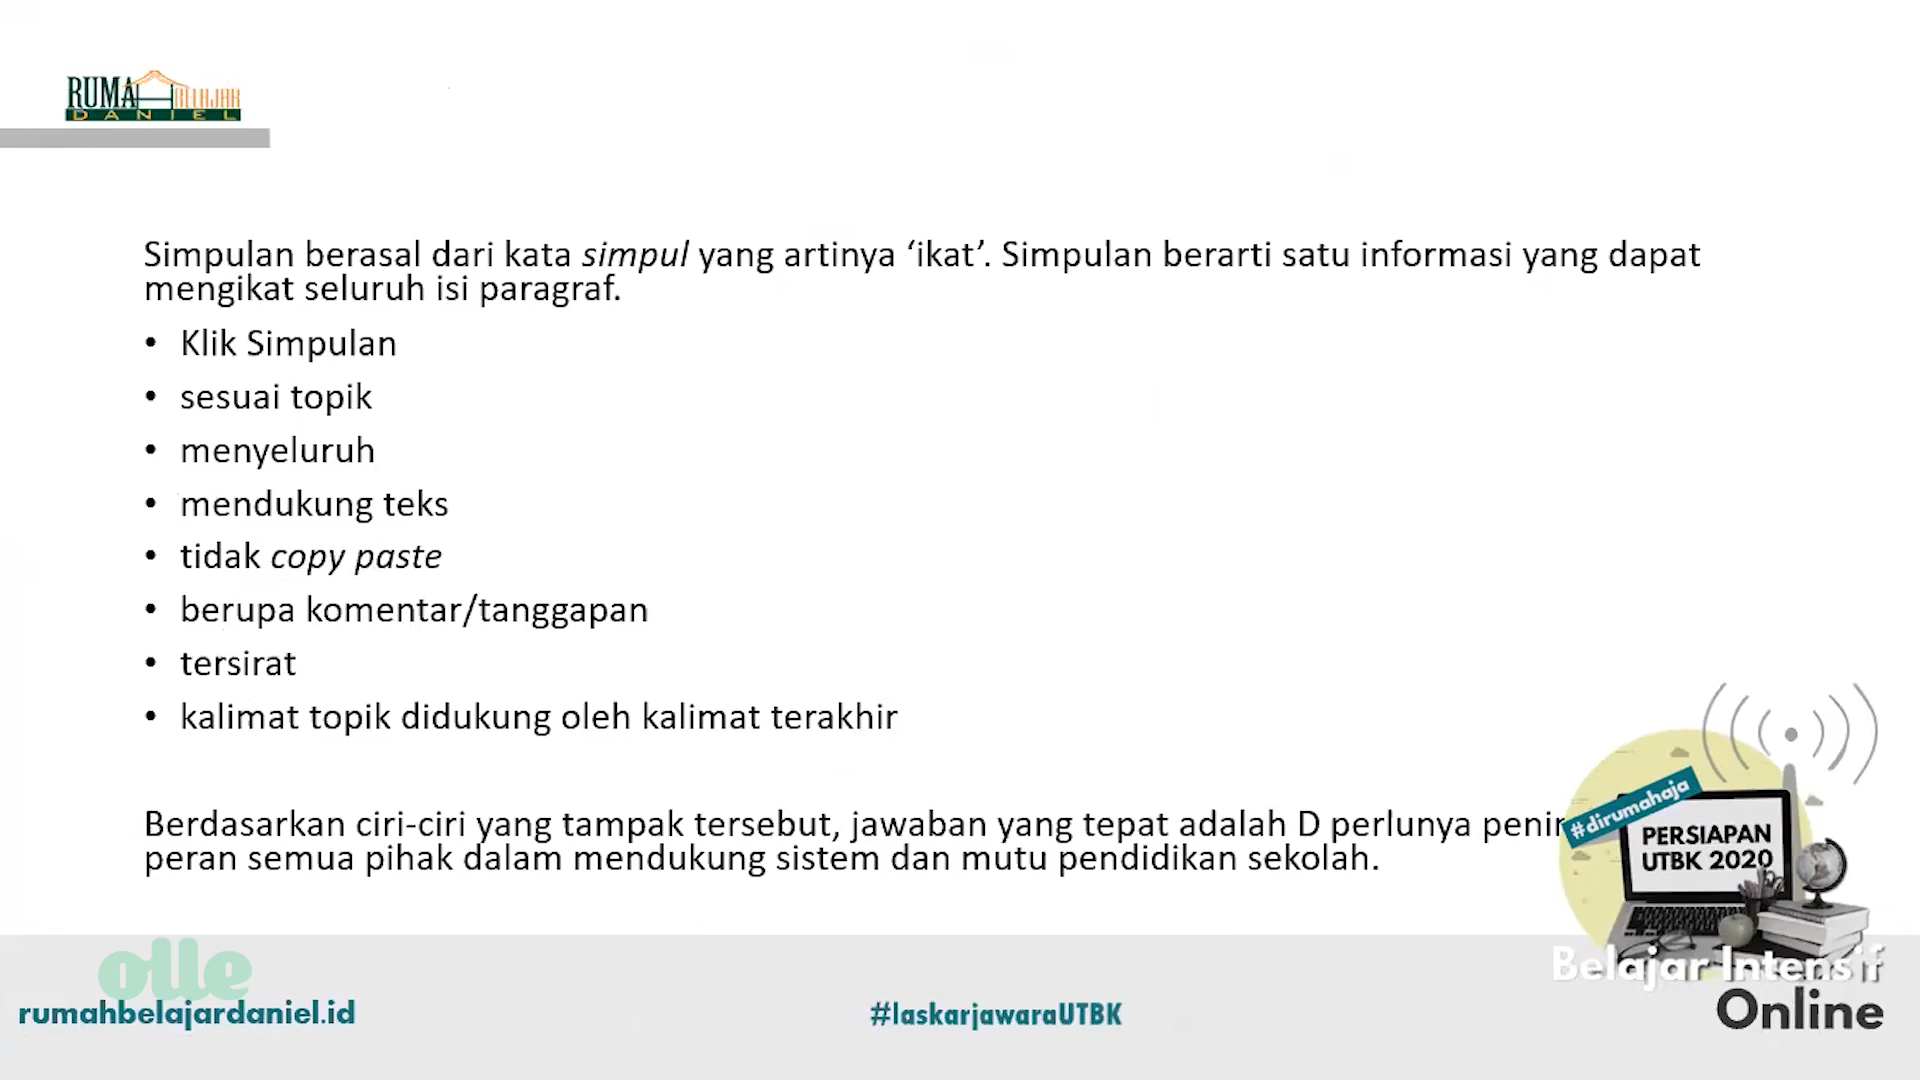 RUMA BELAJAR
DANIEL
Simpulan berasal dari kata simpul yang artinya ‘ikat’. Simpulan berarti satu informasi yang dapat
mengikat seluruh isi paragraf.
• Klik Simpulan
• sesuai topik
• menyeluruh
• mendukung teks
• tidak copy paste
• berupa komentar/tanggapan
• tersirat
• kalimat topik didukung oleh kalimat terakhir
Berdasarkan ciri-ciri yang tampak tersebut, jawaban yang tepat adalah D perlunya
peran semua pihak dalam mendukung sistem dan mutu pendidikan sekolah.
#dirumahaja
PERSIAPAN
UTBK 2020
olle
rumahbelajardaniel.id
#laskarjawaraUTBK
Belajar Intensif
Online